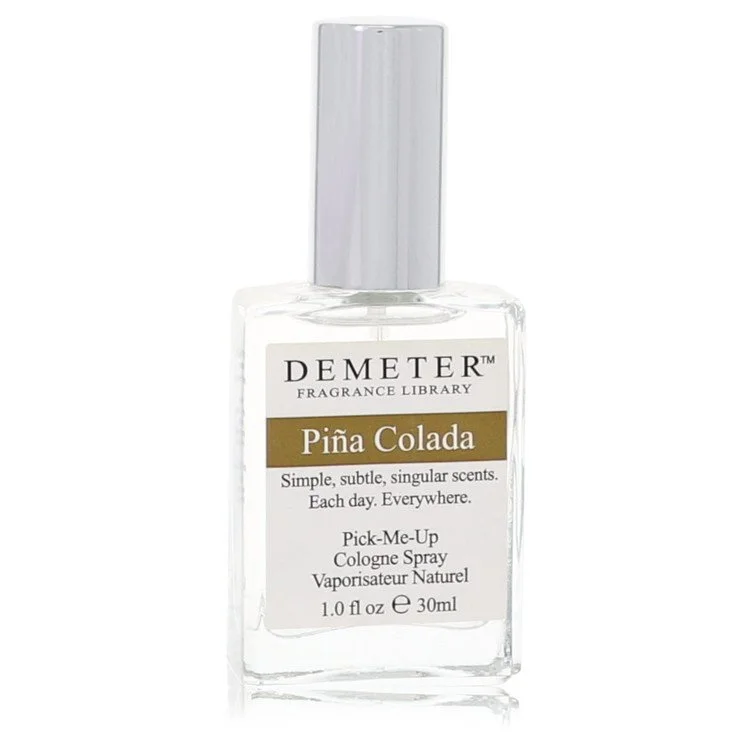 DEMETER™
FRAGRANCE LIBRARY
Piña Colada
Simple, subtle, singular scents.
Each day. Everywhere.
Pick-Me-Up
Cologne Spray
Vaporisateur Naturel
1.0 fl oz ℮ 30ml